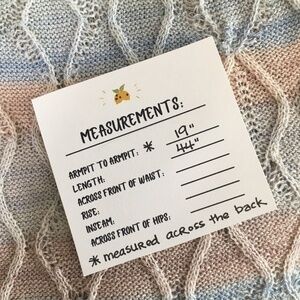 MEASUREMENTS:
ARMPIT TO ARMPIT: * 19"
LENGTH: 44"
ACROSS FRONT OF WAIST:
RISE:
INSEAM:
ACROSS FRONT OF HIPS:
* measured across the back